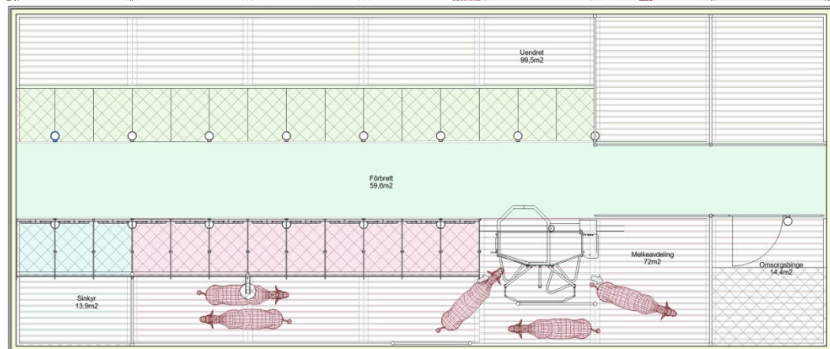 Uendret
99,5m2
Fôrbrett
59,6m2
Melkeavdeling
72m2
Omsorgsbinge
14,4m2
Sinkyr
13,9m2